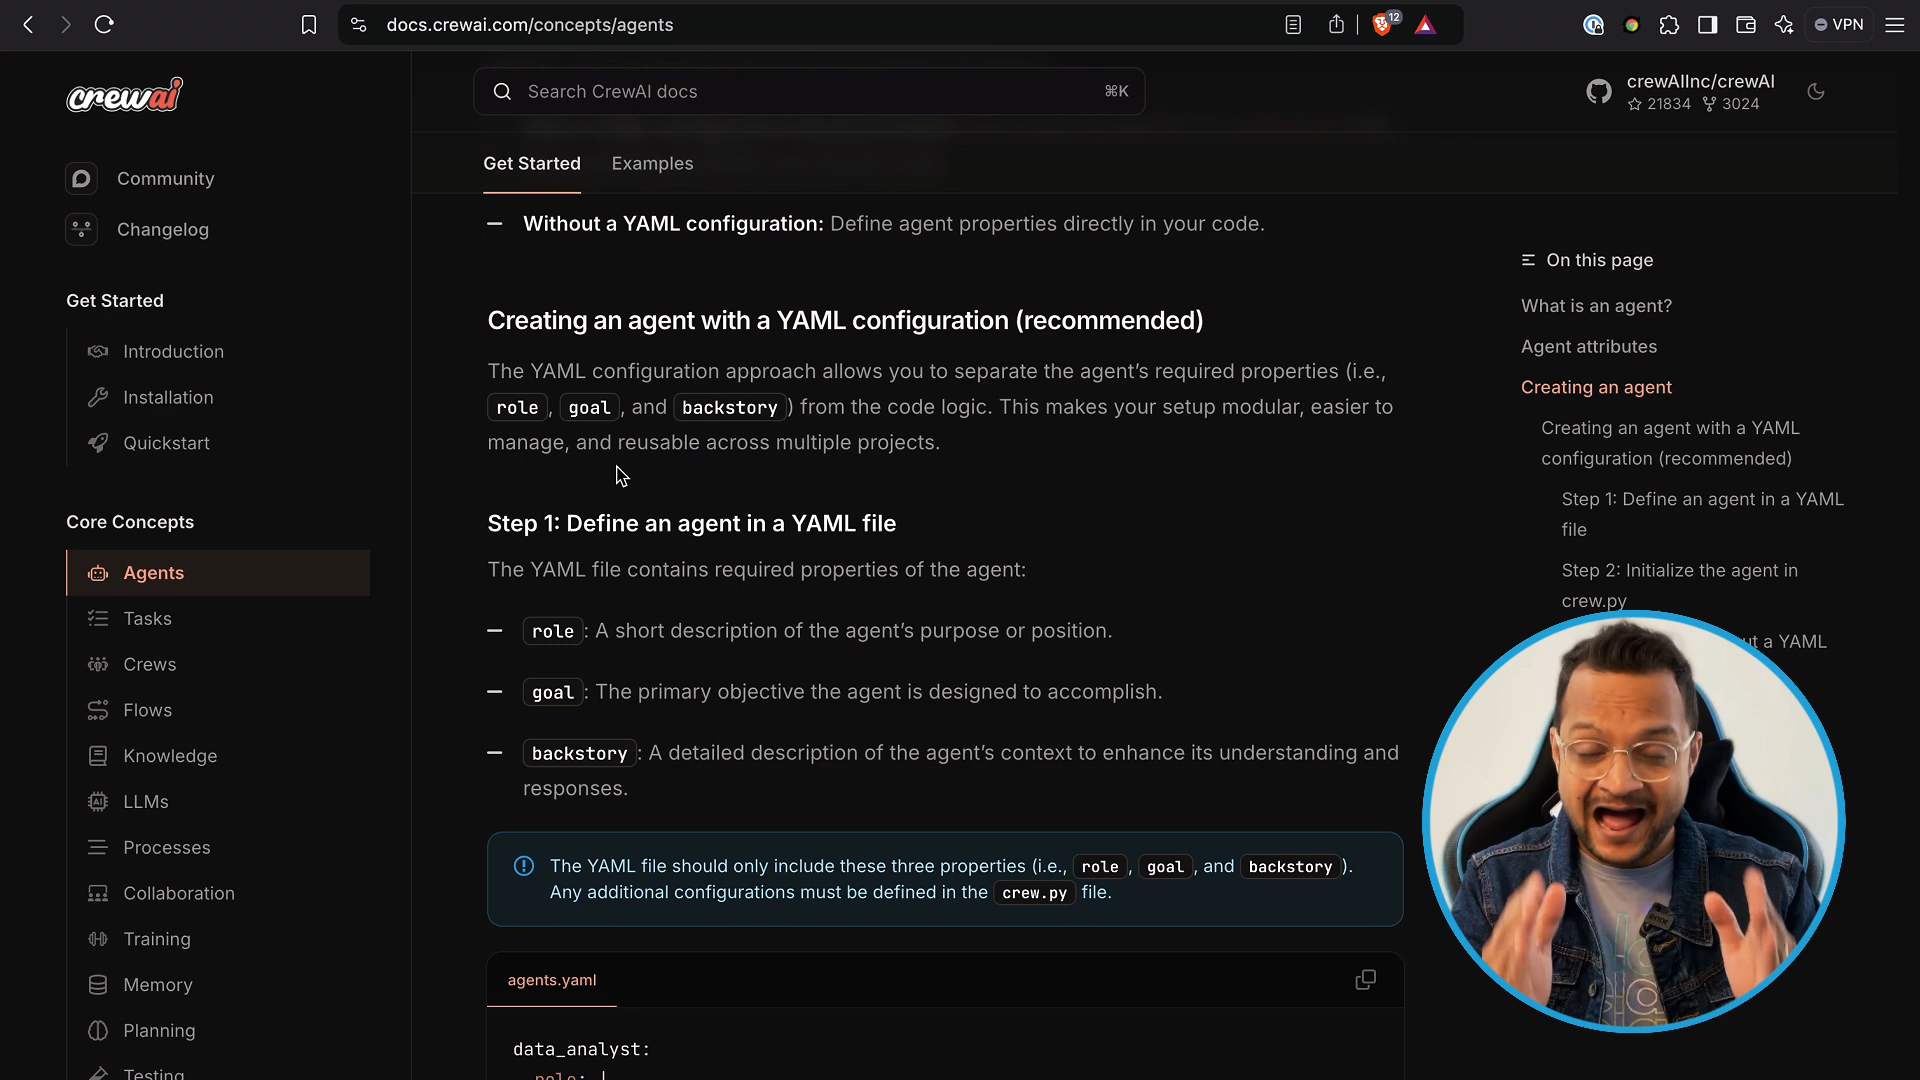 docs.crewai.com/concepts/agents
12
VPN
crewai
Search CrewAI docs
⌘K
crewAIInc/crewAI
21834 3024
Community
Changelog
Get Started
Introduction
Installation
Quickstart
Core Concepts
Agents
Tasks
Crews
Flows
Knowledge
LLMs
Processes
Collaboration
Training
Memory
Planning
Testing
Get Started Examples
— Without a YAML configuration: Define agent properties directly in your code.
Creating an agent with a YAML configuration (recommended)
The YAML configuration approach allows you to separate the agent’s required properties (i.e.,
role, goal, and backstory) from the code logic. This makes your setup modular, easier to
manage, and reusable across multiple projects.
Step 1: Define an agent in a YAML file
The YAML file contains required properties of the agent:
— role: A short description of the agent’s purpose or position.
— goal: The primary objective the agent is designed to accomplish.
— backstory: A detailed description of the agent’s context to enhance its understanding and
responses.
The YAML file should only include these three properties (i.e., role, goal, and backstory).
Any additional configurations must be defined in the crew.py file.
agents.yaml
data_analyst:
role: |
On this page
What is an agent?
Agent attributes
Creating an agent
Creating an agent with a YAML
configuration (recommended)
Step 1: Define an agent in a YAML
file
Step 2: Initialize the agent in
crew.py
a YAML